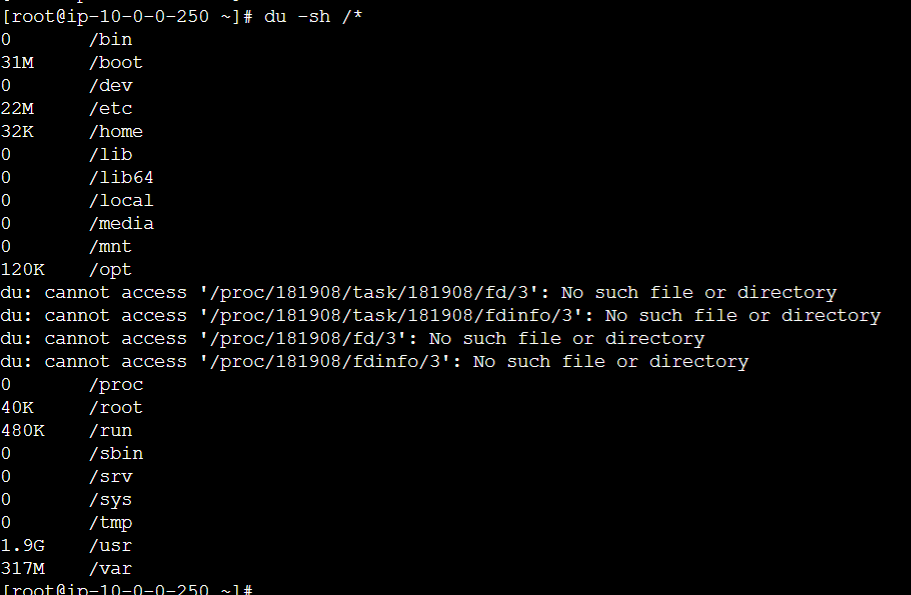 [root@ip-10-0-0-250 ~]# du -sh /*
0 /bin
31M /boot
0 /dev
22M /etc
32K /home
0 /lib
0 /lib64
0 /local
0 /media
0 /mnt
120K /opt
du: cannot access '/proc/181908/task/181908/fd/3': No such file or directory
du: cannot access '/proc/181908/task/181908/fdinfo/3': No such file or directory
du: cannot access '/proc/181908/fd/3': No such file or directory
du: cannot access '/proc/181908/fdinfo/3': No such file or directory
0 /proc
40K /root
480K /run
0 /sbin
0 /srv
0 /sys
0 /tmp
1.9G /usr
317M /var
[root@ip-10-0-0-250 ~]#